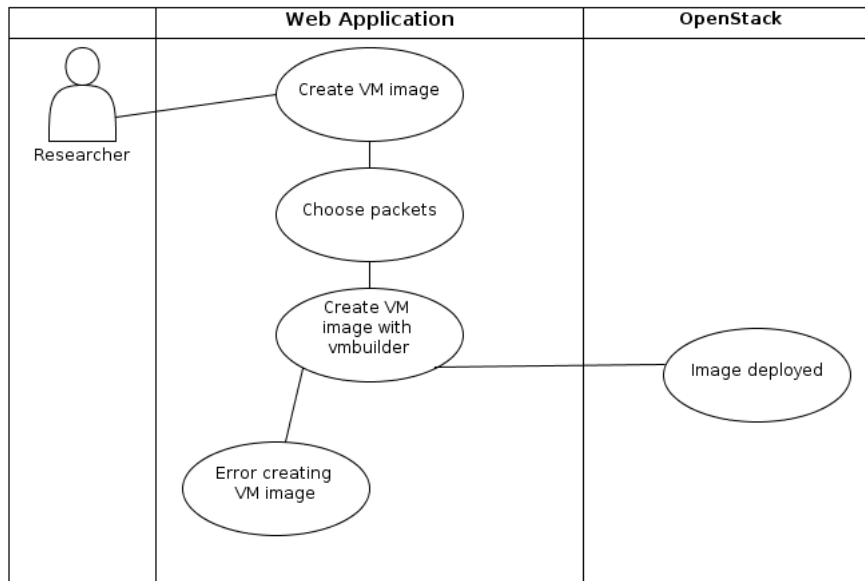 Web Application
OpenStack
Researcher
Create VM image
Choose packets
Create VM
image with
vmbuilder
Image deployed
Error creating
VM image